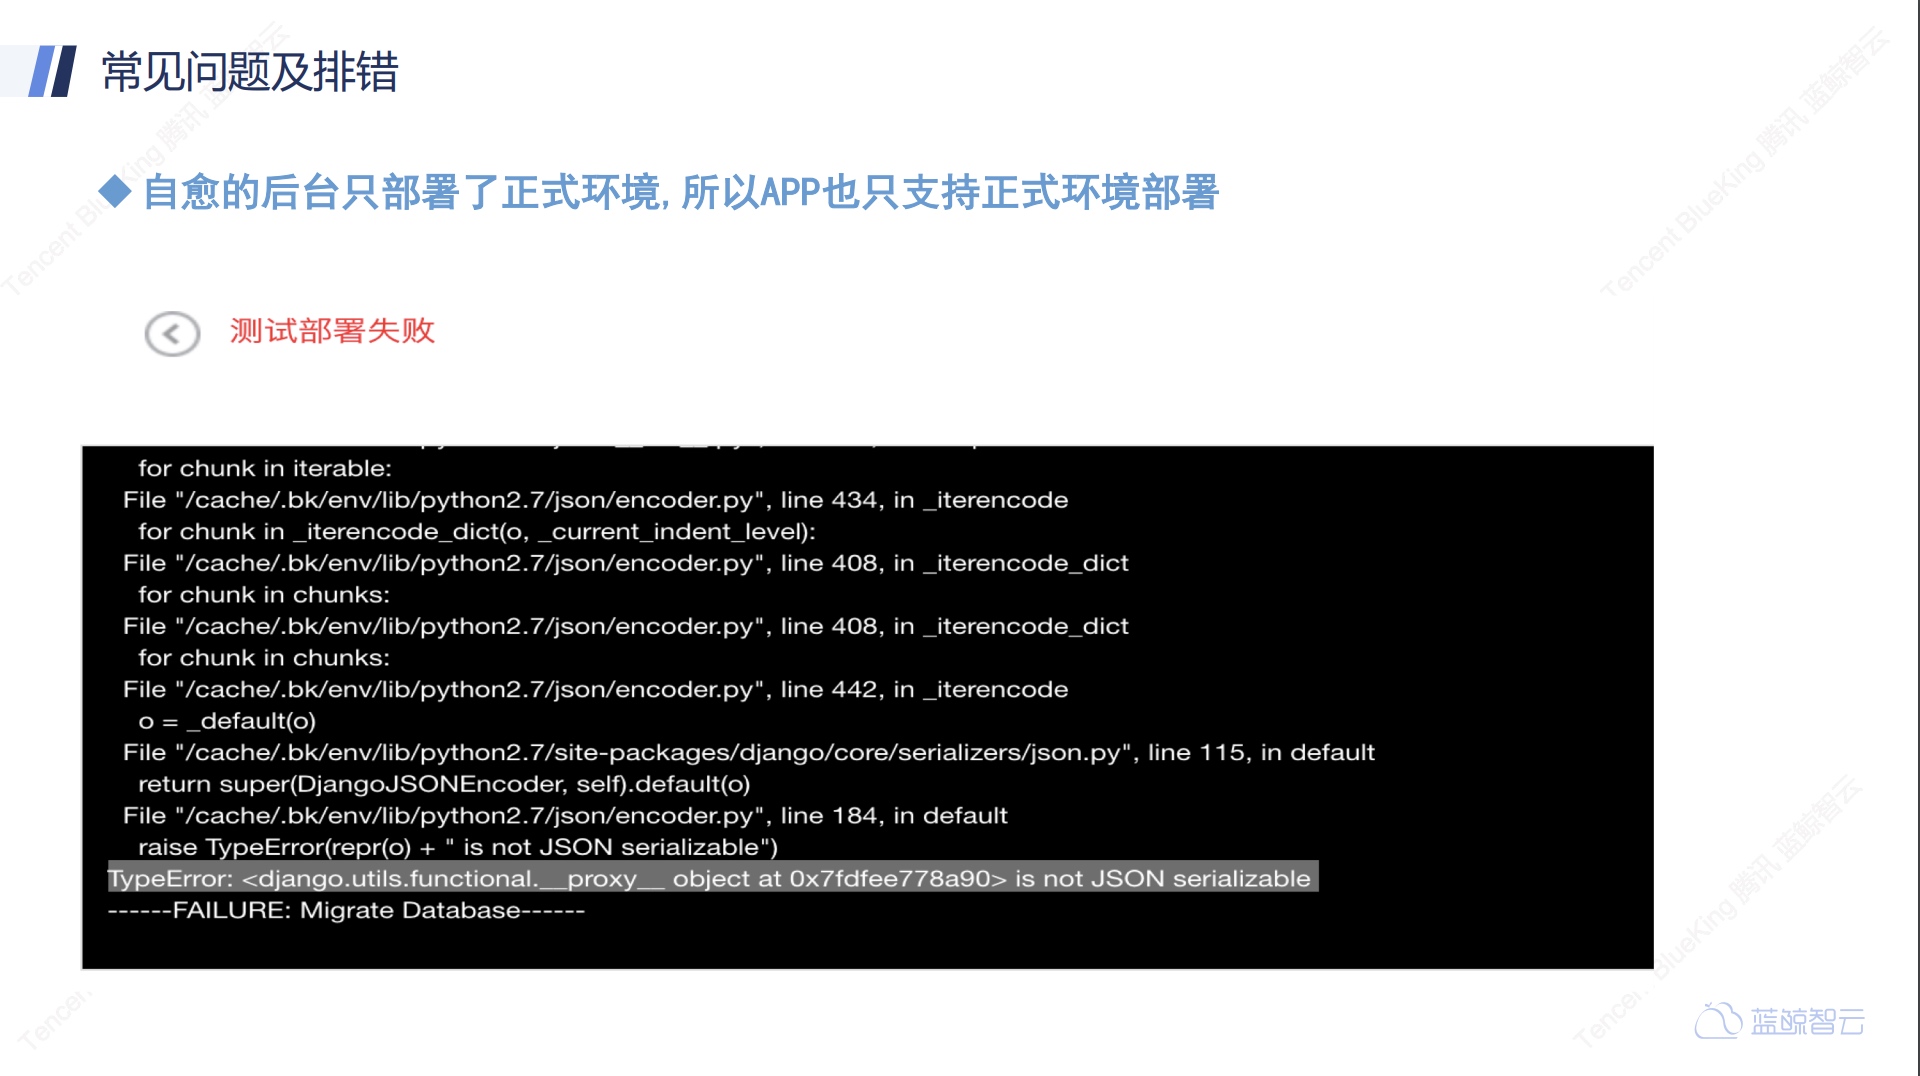 常见问题及排错
自愈的后台只部署了正式环境,所以APP也只支持正式环境部署
测试部署失败
for chunk in iterable:
File "/cache/.bk/env/lib/python2.7/json/encoder.py", line 434, in _iterencode
for chunk in _iterencode_dict(o, _current_indent_level):
File "/cache/.bk/env/lib/python2.7/json/encoder.py", line 408, in _iterencode_dict
for chunk in chunks:
File "/cache/.bk/env/lib/python2.7/json/encoder.py", line 408, in _iterencode_dict
for chunk in chunks:
File "/cache/.bk/env/lib/python2.7/json/encoder.py", line 442, in _iterencode
o = _default(o)
File "/cache/.bk/env/lib/python2.7/site-packages/django/core/serializers/json.py", line 115, in default
return super(DjangoJSONEncoder, self).default(o)
File "/cache/.bk/env/lib/python2.7/json/encoder.py", line 184, in default
raise TypeError(repr(o) + " is not JSON serializable")
TypeError: <django.utils.functional.__proxy__ object at 0x7fdfee778a90> is not JSON serializable
------FAILURE: Migrate Database------
蓝鲸智云
Tencent BlueKing 腾讯 蓝鲸智云